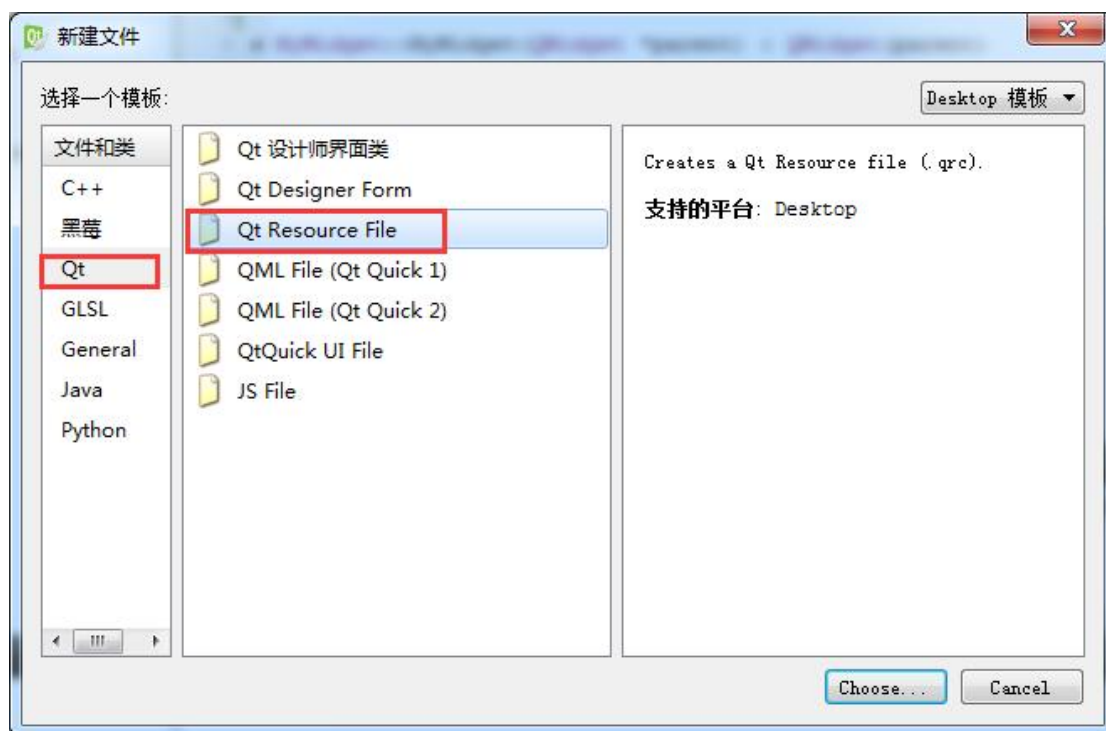 新建文件
选择一个模板:
Desktop 模板
文件和类
C++
黑莓
Qt
GLSL
General
Java
Python
Qt 设计师界面类
Qt Designer Form
Qt Resource File
QML File (Qt Quick 1)
QML File (Qt Quick 2)
QtQuick UI File
JS File
Creates a Qt Resource file (.qrc).
支持的平台: Desktop
Choose...
Cancel